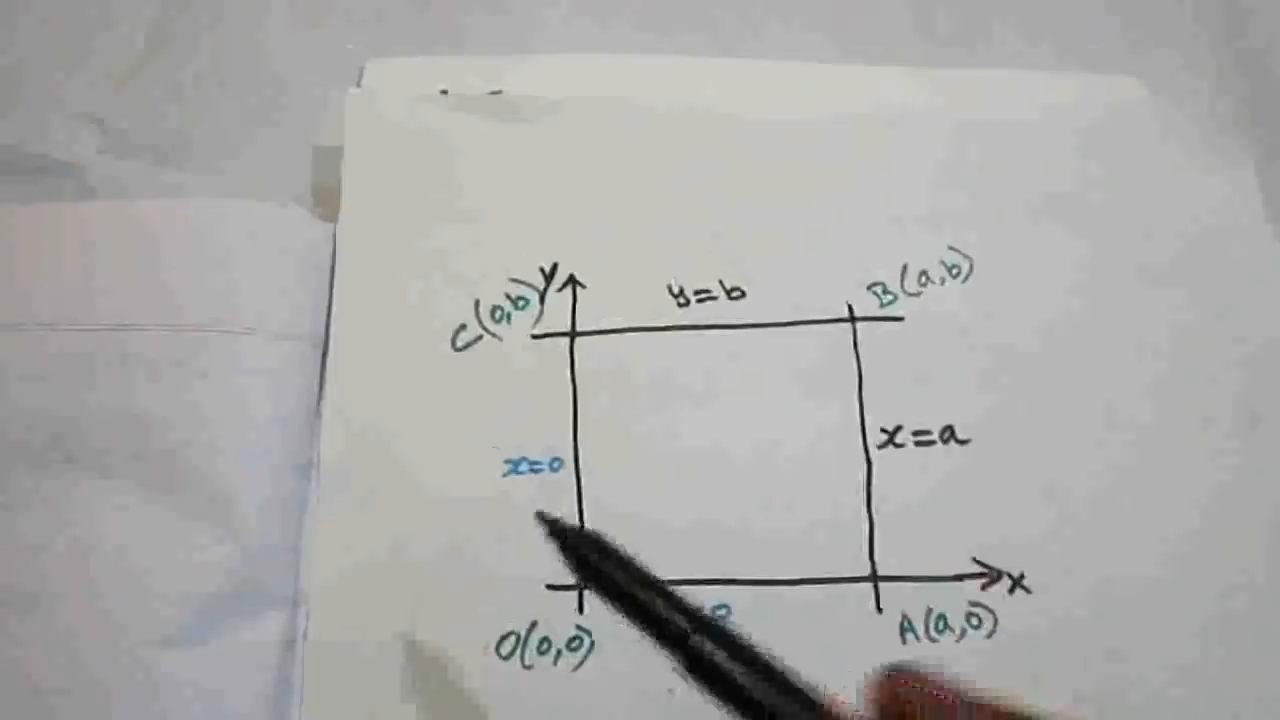 y
C(0,b)
y=b
B(a,b)
x=a
x=0
x
O(0,0)
A(a,0)